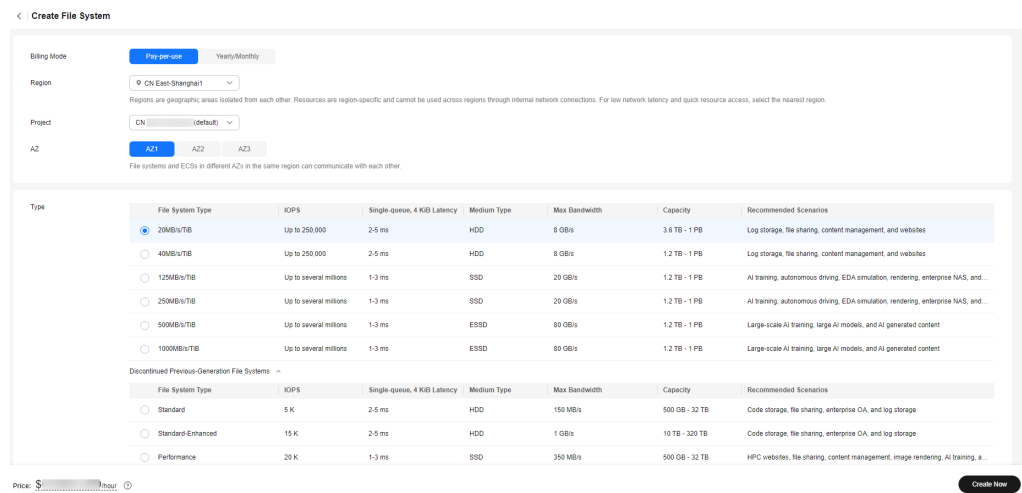 Create File System
Billing Mode Pay-per-use Yearly/Monthly
Region CN East-Shanghai1
Regions are geographic areas isolated from each other. Resources are region-specific and cannot be used across regions through internal network connections. For low network latency and quick resource access, select the nearest region.
Project CN (default)
AZ AZ1 AZ2 AZ3
File systems and ECSs in different AZs in the same region can communicate with each other.
Type
File System Type IOPS Single-queue, 4 KiB Latency Medium Type Max Bandwidth Capacity Recommended Scenarios
20MB/s/TiB Up to 250,000 2-5 ms HDD 8 GB/s 3.6 TB - 1 PB Log storage, file sharing, content management, and websites
40MB/s/TiB Up to 250,000 2-5 ms HDD 8 GB/s 1.2 TB - 1 PB Log storage, file sharing, content management, and websites
125MB/s/TiB Up to several millions 1-3 ms SSD 20 GB/s 1.2 TB - 1 PB AI training, autonomous driving, EDA simulation, rendering, enterprise NAS, and...
250MB/s/TiB Up to several millions 1-3 ms SSD 20 GB/s 1.2 TB - 1 PB AI training, autonomous driving, EDA simulation, rendering, enterprise NAS, and...
500MB/s/TiB Up to several millions 1-3 ms ESSD 80 GB/s 1.2 TB - 1 PB Large-scale AI training, large AI models, and AI generated content
1000MB/s/TiB Up to several millions 1-3 ms ESSD 80 GB/s 1.2 TB - 1 PB Large-scale AI training, large AI models, and AI generated content
Discontinued Previous-Generation File Systems
File System Type IOPS Single-queue, 4 KiB Latency Medium Type Max Bandwidth Capacity Recommended Scenarios
Standard 5 K 2-5 ms HDD 150 MB/s 500 GB - 32 TB Code storage, file sharing, enterprise OA, and log storage
Standard-Enhanced 15 K 2-5 ms HDD 1 GB/s 10 TB - 320 TB Code storage, file sharing, enterprise OA, and log storage
Performance 20 K 1-3 ms SSD 350 MB/s 500 GB - 32 TB HPC websites, file sharing, content management, image rendering, AI training, a...
Price: $ /hour Create Now